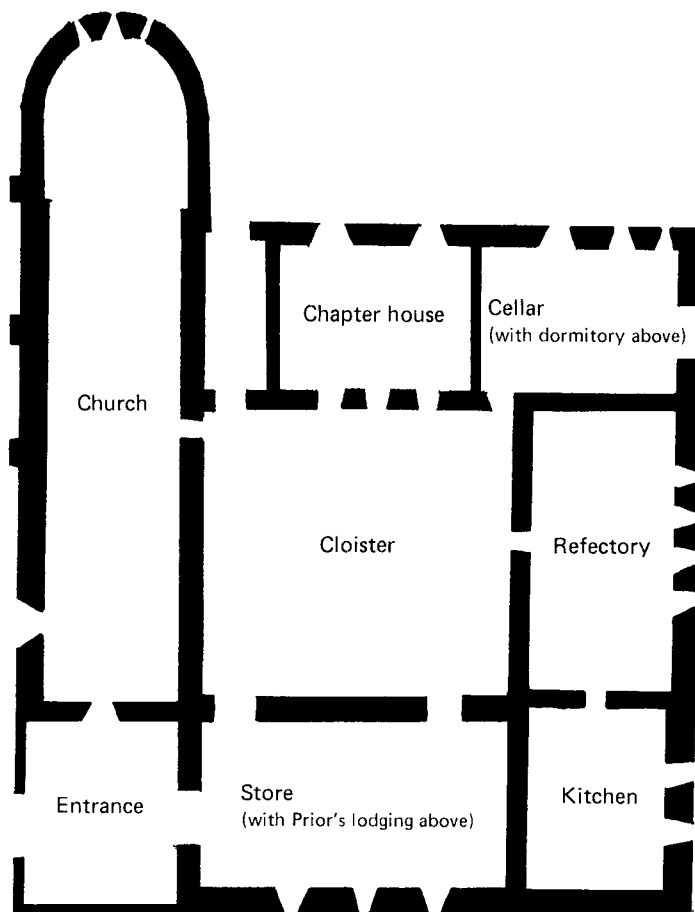 Chapter house
Cellar
(with dormitory above)
Church
Cloister
Refectory
Entrance
Store
(with Prior's lodging above)
Kitchen